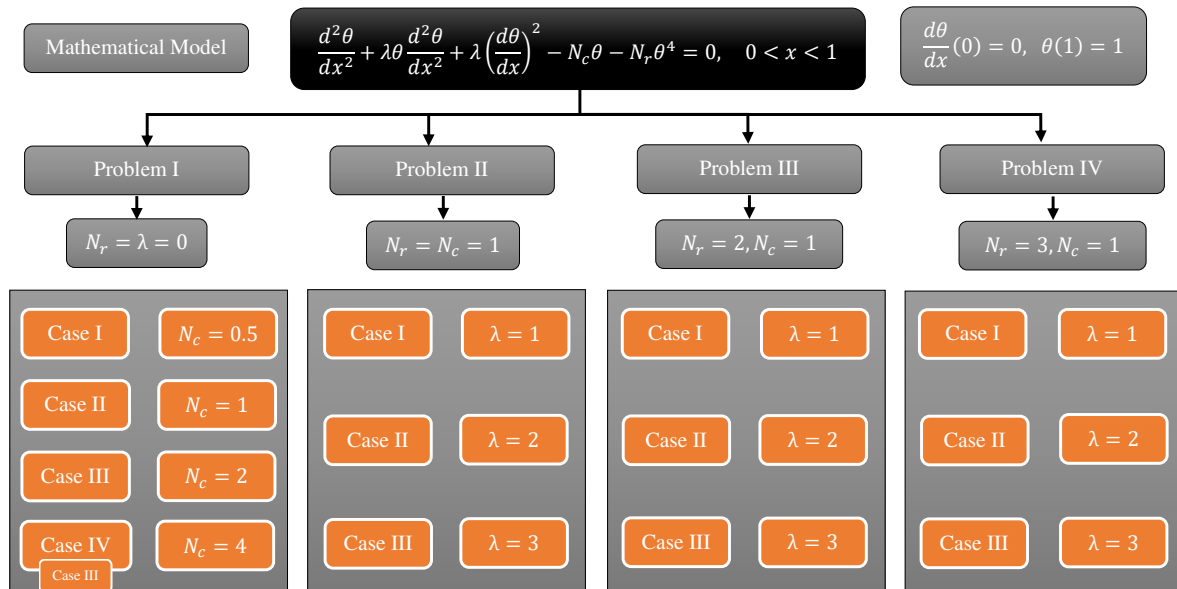 Mathematical Model
d²θ/dx² + λθ d²θ/dx² + λ(dθ/dx)² − N_cθ − N_rθ⁴ = 0, 0 < x < 1
dθ/dx(0) = 0, θ(1) = 1
Problem I
Problem II
Problem III
Problem IV
N_r = λ = 0
N_r = N_c = 1
N_r = 2, N_c = 1
N_r = 3, N_c = 1
Case I N_c = 0.5
Case II N_c = 1
Case III N_c = 2
Case IV N_c = 4
Case III
Case I λ = 1
Case II λ = 2
Case III λ = 3
Case I λ = 1
Case II λ = 2
Case III λ = 3
Case I λ = 1
Case II λ = 2
Case III λ = 3